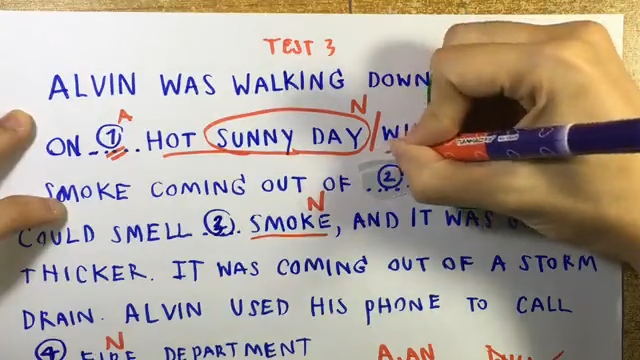 TEST 3
ALVIN WAS WALKING DOWN
A N
ON ..①... HOT SUNNY DAY / W
SMOKE COMING OUT OF ..②..
N
COULD SMELL ..③.. SMOKE, AND IT WAS
THICKER. IT WAS COMING OUT OF A STORM
DRAIN. ALVIN USED HIS PHONE TO CALL
N
④ FIRE DEPARTMENT A, AN